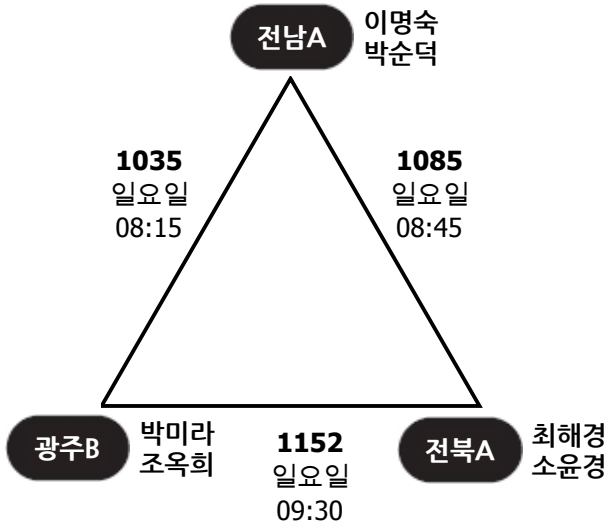 전남A
이명숙
박순덕
1035
일요일
08:15
1085
일요일
08:45
광주B
박미라
조옥희
1152
일요일
09:30
전북A
최해경
소윤경